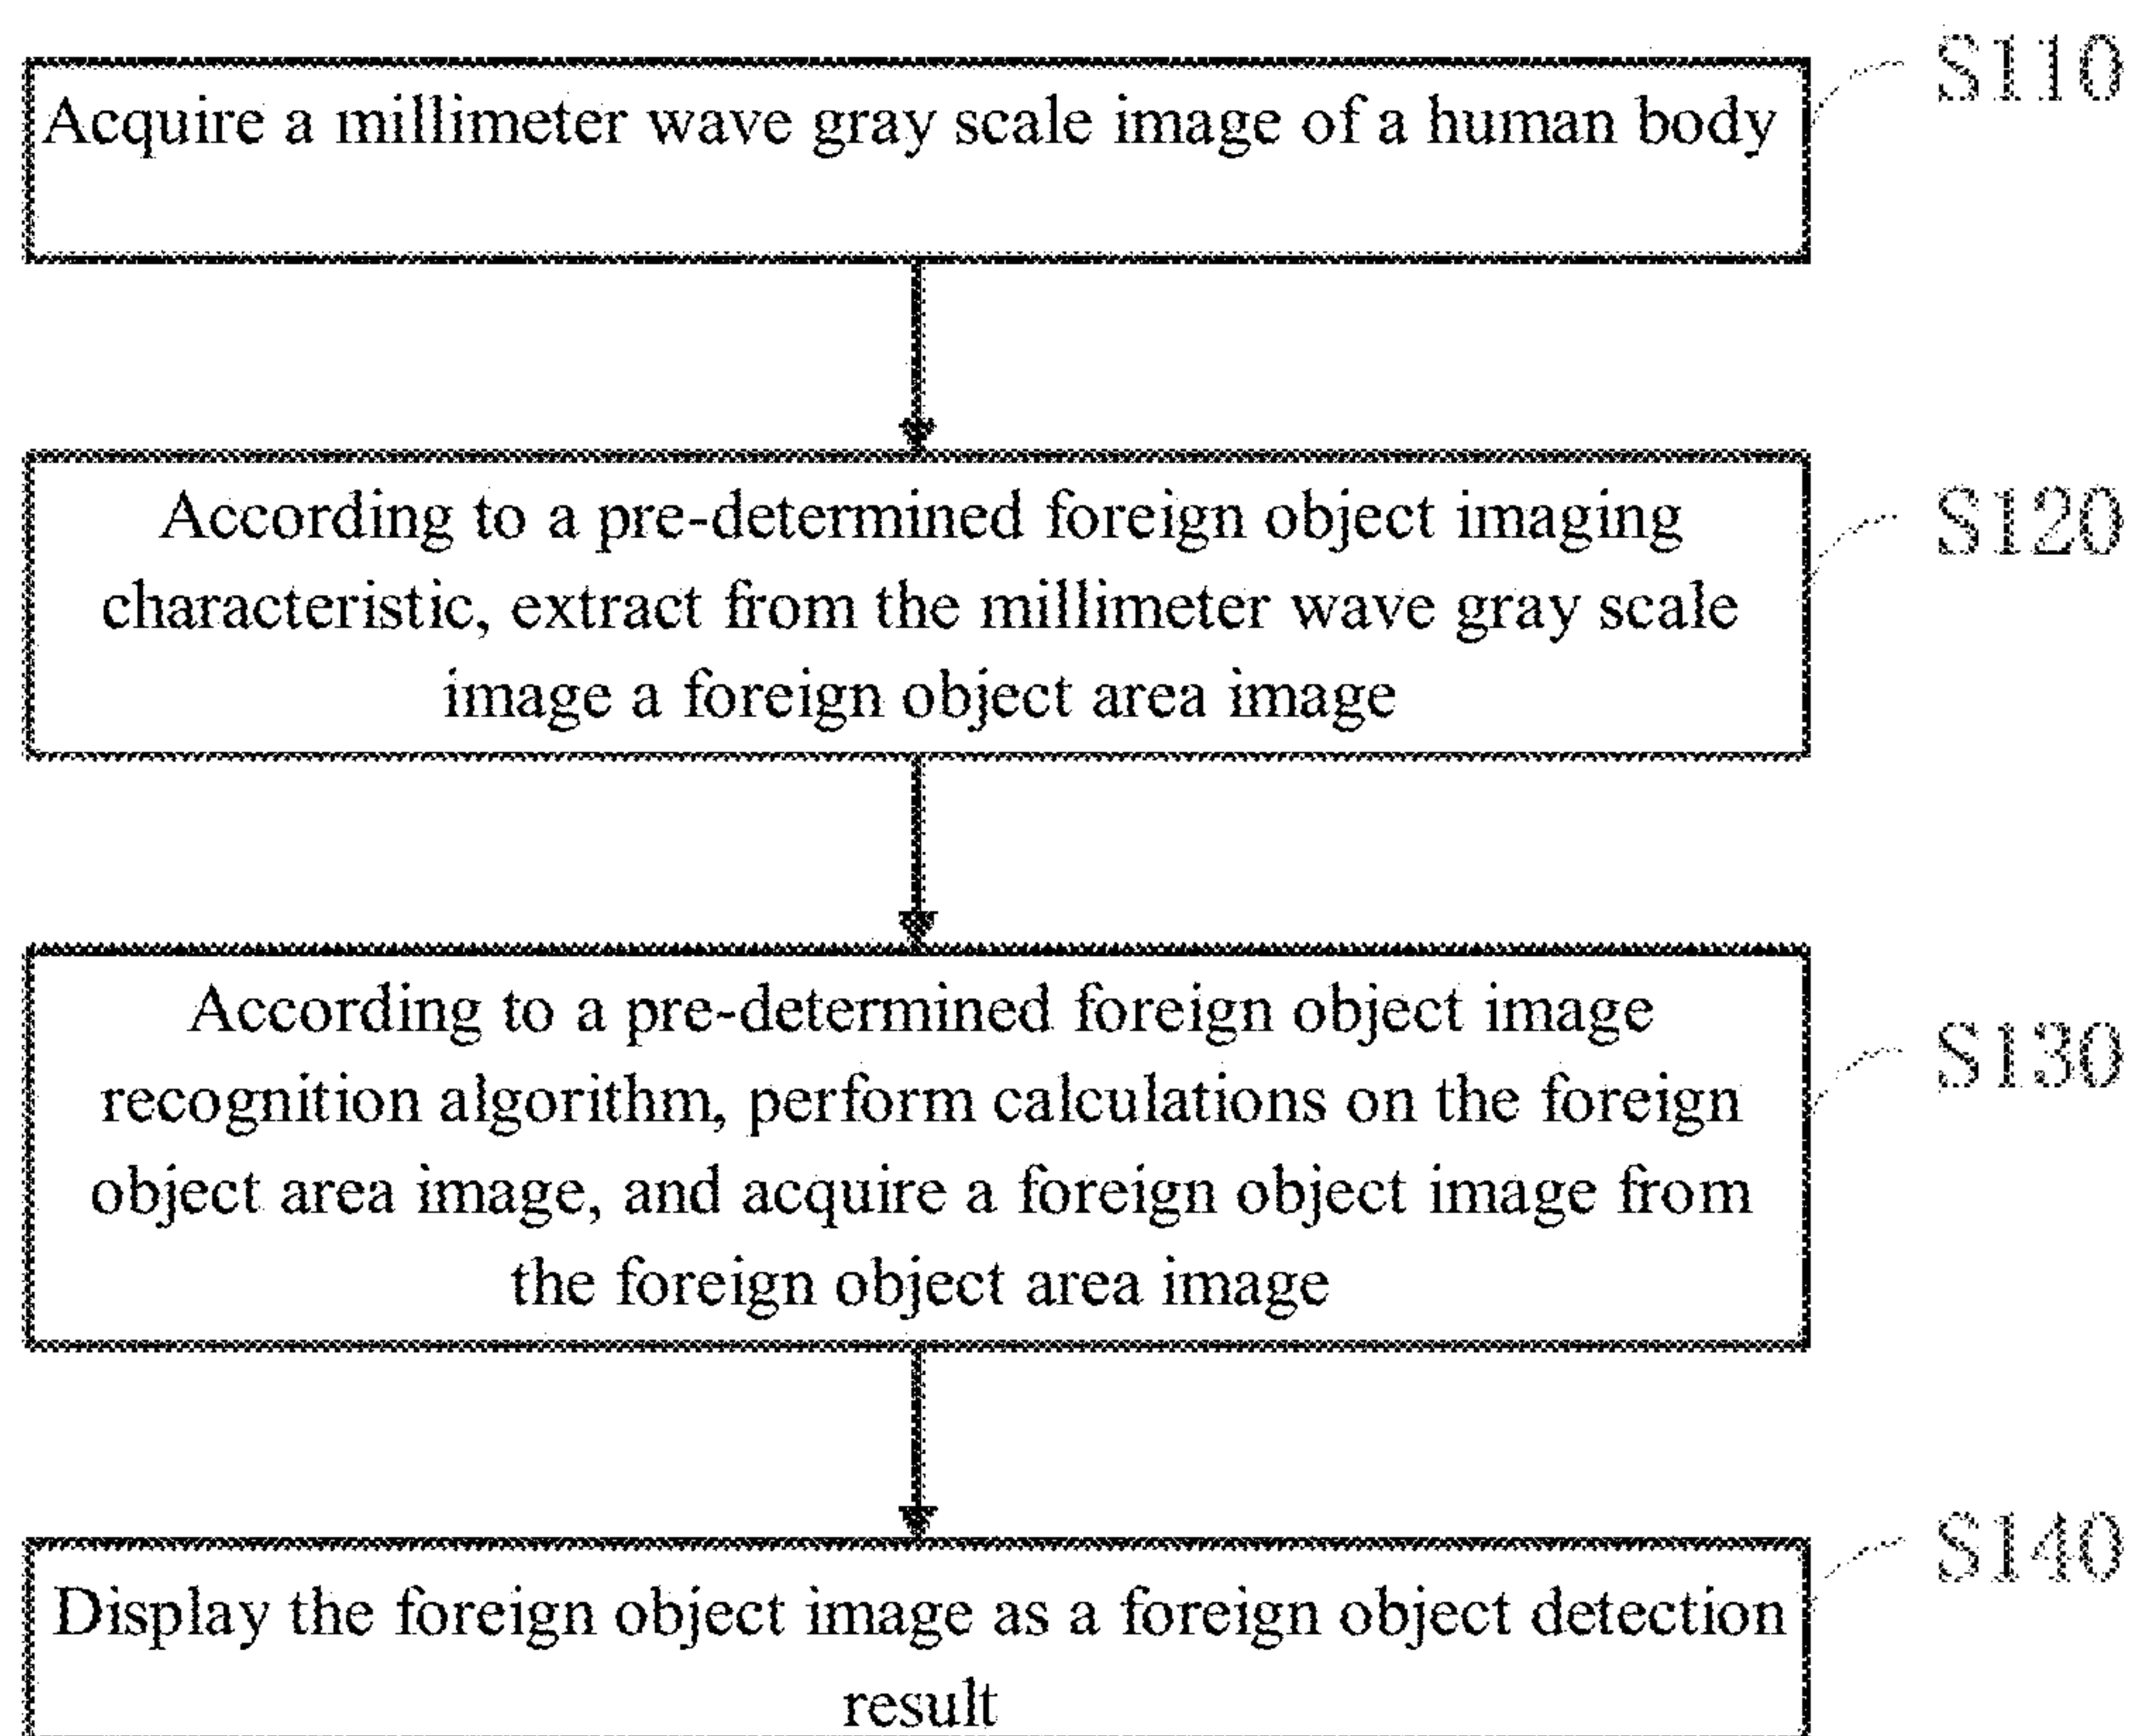 S110
Acquire a millimeter wave gray scale image of a human body
S120
According to a pre-determined foreign object imaging
characteristic, extract from the millimeter wave gray scale
image a foreign object area image
S130
According to a pre-determined foreign object image
recognition algorithm, perform calculations on the foreign
object area image, and acquire a foreign object image from
the foreign object area image
S140
Display the foreign object image as a foreign object detection
result